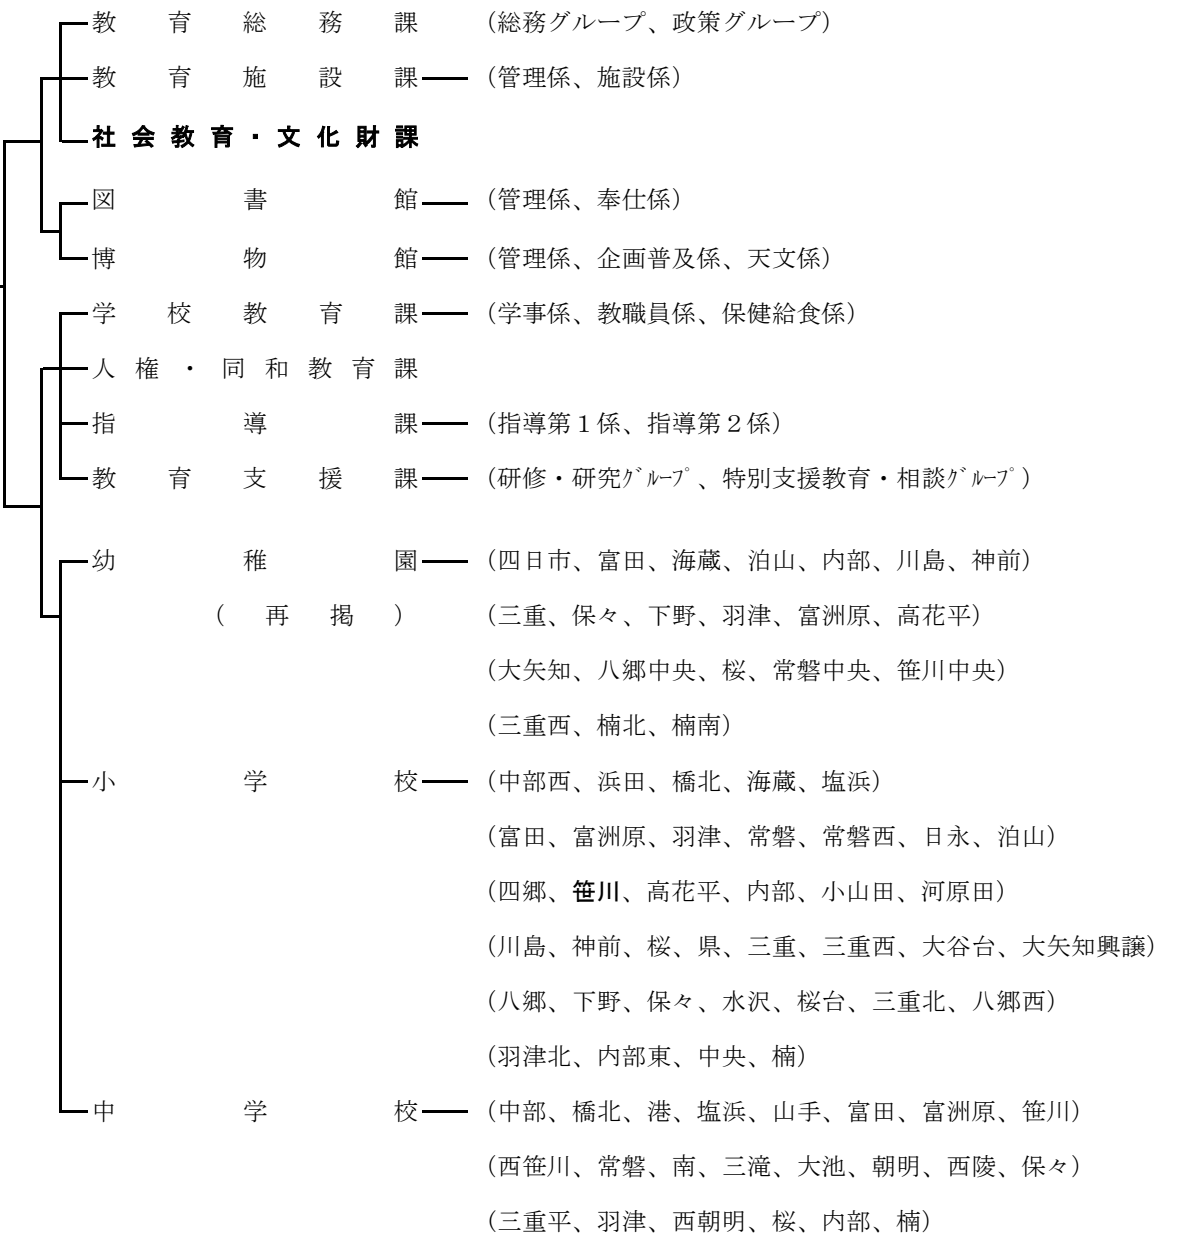 教育総務課 （総務グループ、政策グループ）
教育施設課 （管理係、施設係）
社会教育・文化財課
図書館 （管理係、奉仕係）
博物館 （管理係、企画普及係、天文係）
学校教育課 （学事係、教職員係、保健給食係）
人権・同和教育課
指導課 （指導第１係、指導第２係）
教育支援課 （研修・研究ｸﾞﾙｰﾌﾟ、特別支援教育・相談ｸﾞﾙｰﾌﾟ）
幼稚園 （四日市、富田、海蔵、泊山、内部、川島、神前）
（再掲） （三重、保々、下野、羽津、富洲原、高花平）
（大矢知、八郷中央、桜、常磐中央、笹川中央）
（三重西、楠北、楠南）
小学校 （中部西、浜田、橋北、海蔵、塩浜）
（富田、富洲原、羽津、常磐、常磐西、日永、泊山）
（四郷、笹川、高花平、内部、小山田、河原田）
（川島、神前、桜、県、三重、三重西、大谷台、大矢知興譲）
（八郷、下野、保々、水沢、桜台、三重北、八郷西）
（羽津北、内部東、中央、楠）
中学校 （中部、橋北、港、塩浜、山手、富田、富洲原、笹川）
（西笹川、常磐、南、三滝、大池、朝明、西陵、保々）
（三重平、羽津、西朝明、桜、内部、楠）